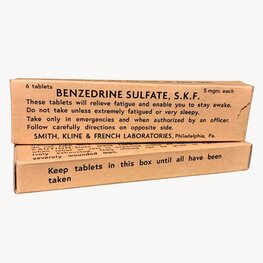 6 tablets
5 mgm. each
BENZEDRINE SULFATE, S.K.F.
These tablets will relieve fatigue and enable you to stay awake.
Do not take unless extremely fatigued or very sleepy.
Take only in emergencies and when authorized by an officer.
Follow carefully directions on opposite side.
SMITH, KLINE & FRENCH LABORATORIES, Philadelphia, Pa.
severely wounded men.
Keep tablets in this box until all have been
taken